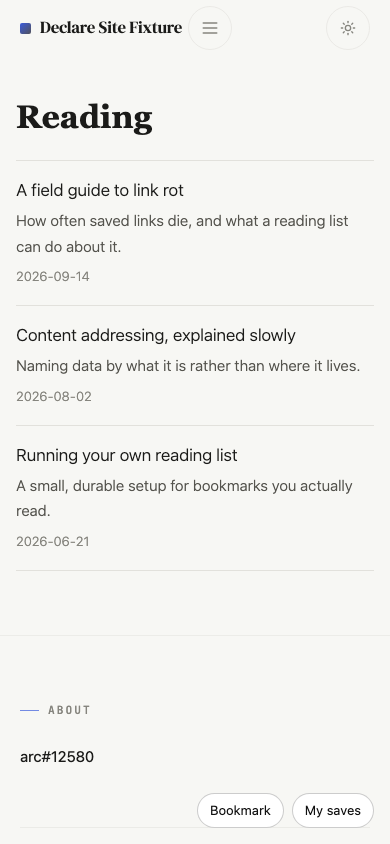 Declare Site Fixture
Reading
A field guide to link rot
How often saved links die, and what a reading list
can do about it.
2026-09-14
Content addressing, explained slowly
Naming data by what it is rather than where it lives.
2026-08-02
Running your own reading list
A small, durable setup for bookmarks you actually
read.
2026-06-21
ABOUT
arc#12580
Bookmark
My saves